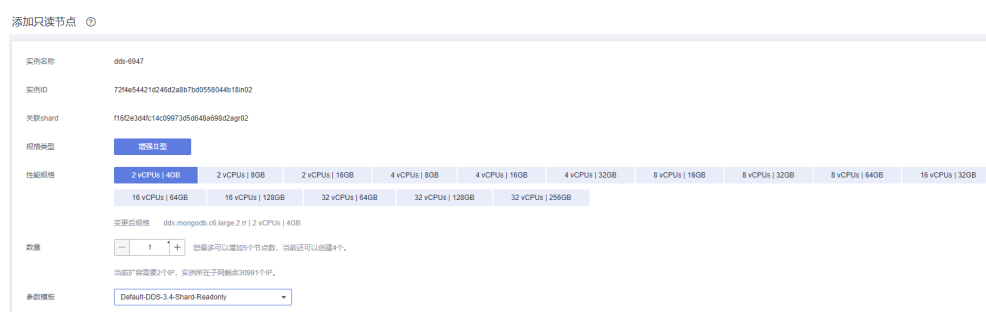 添加只读节点 ?
实例名称 dds-6947
实例ID 72f4e54421d246d2a8b7bd0558044b18in02
关联shard f16f2e3d4fc14c09973d5d648a698d2agr02
规格类型 增强II型
性能规格 2 vCPUs | 4GB 2 vCPUs | 8GB 2 vCPUs | 16GB 4 vCPUs | 8GB 4 vCPUs | 16GB 4 vCPUs | 32GB 8 vCPUs | 16GB 8 vCPUs | 32GB 8 vCPUs | 64GB 16 vCPUs | 32GB
16 vCPUs | 64GB 16 vCPUs | 128GB 32 vCPUs | 64GB 32 vCPUs | 128GB 32 vCPUs | 256GB
变更后规格 dds.mongodb.c6.large.2.rr | 2 vCPUs | 4GB
数量 — 1 + 您最多可以增加5个节点数，当前还可以创建4个。
当前扩容需要2个IP，实例所在子网剩余30991个IP。
参数模板 Default-DDS-3.4-Shard-Readonly